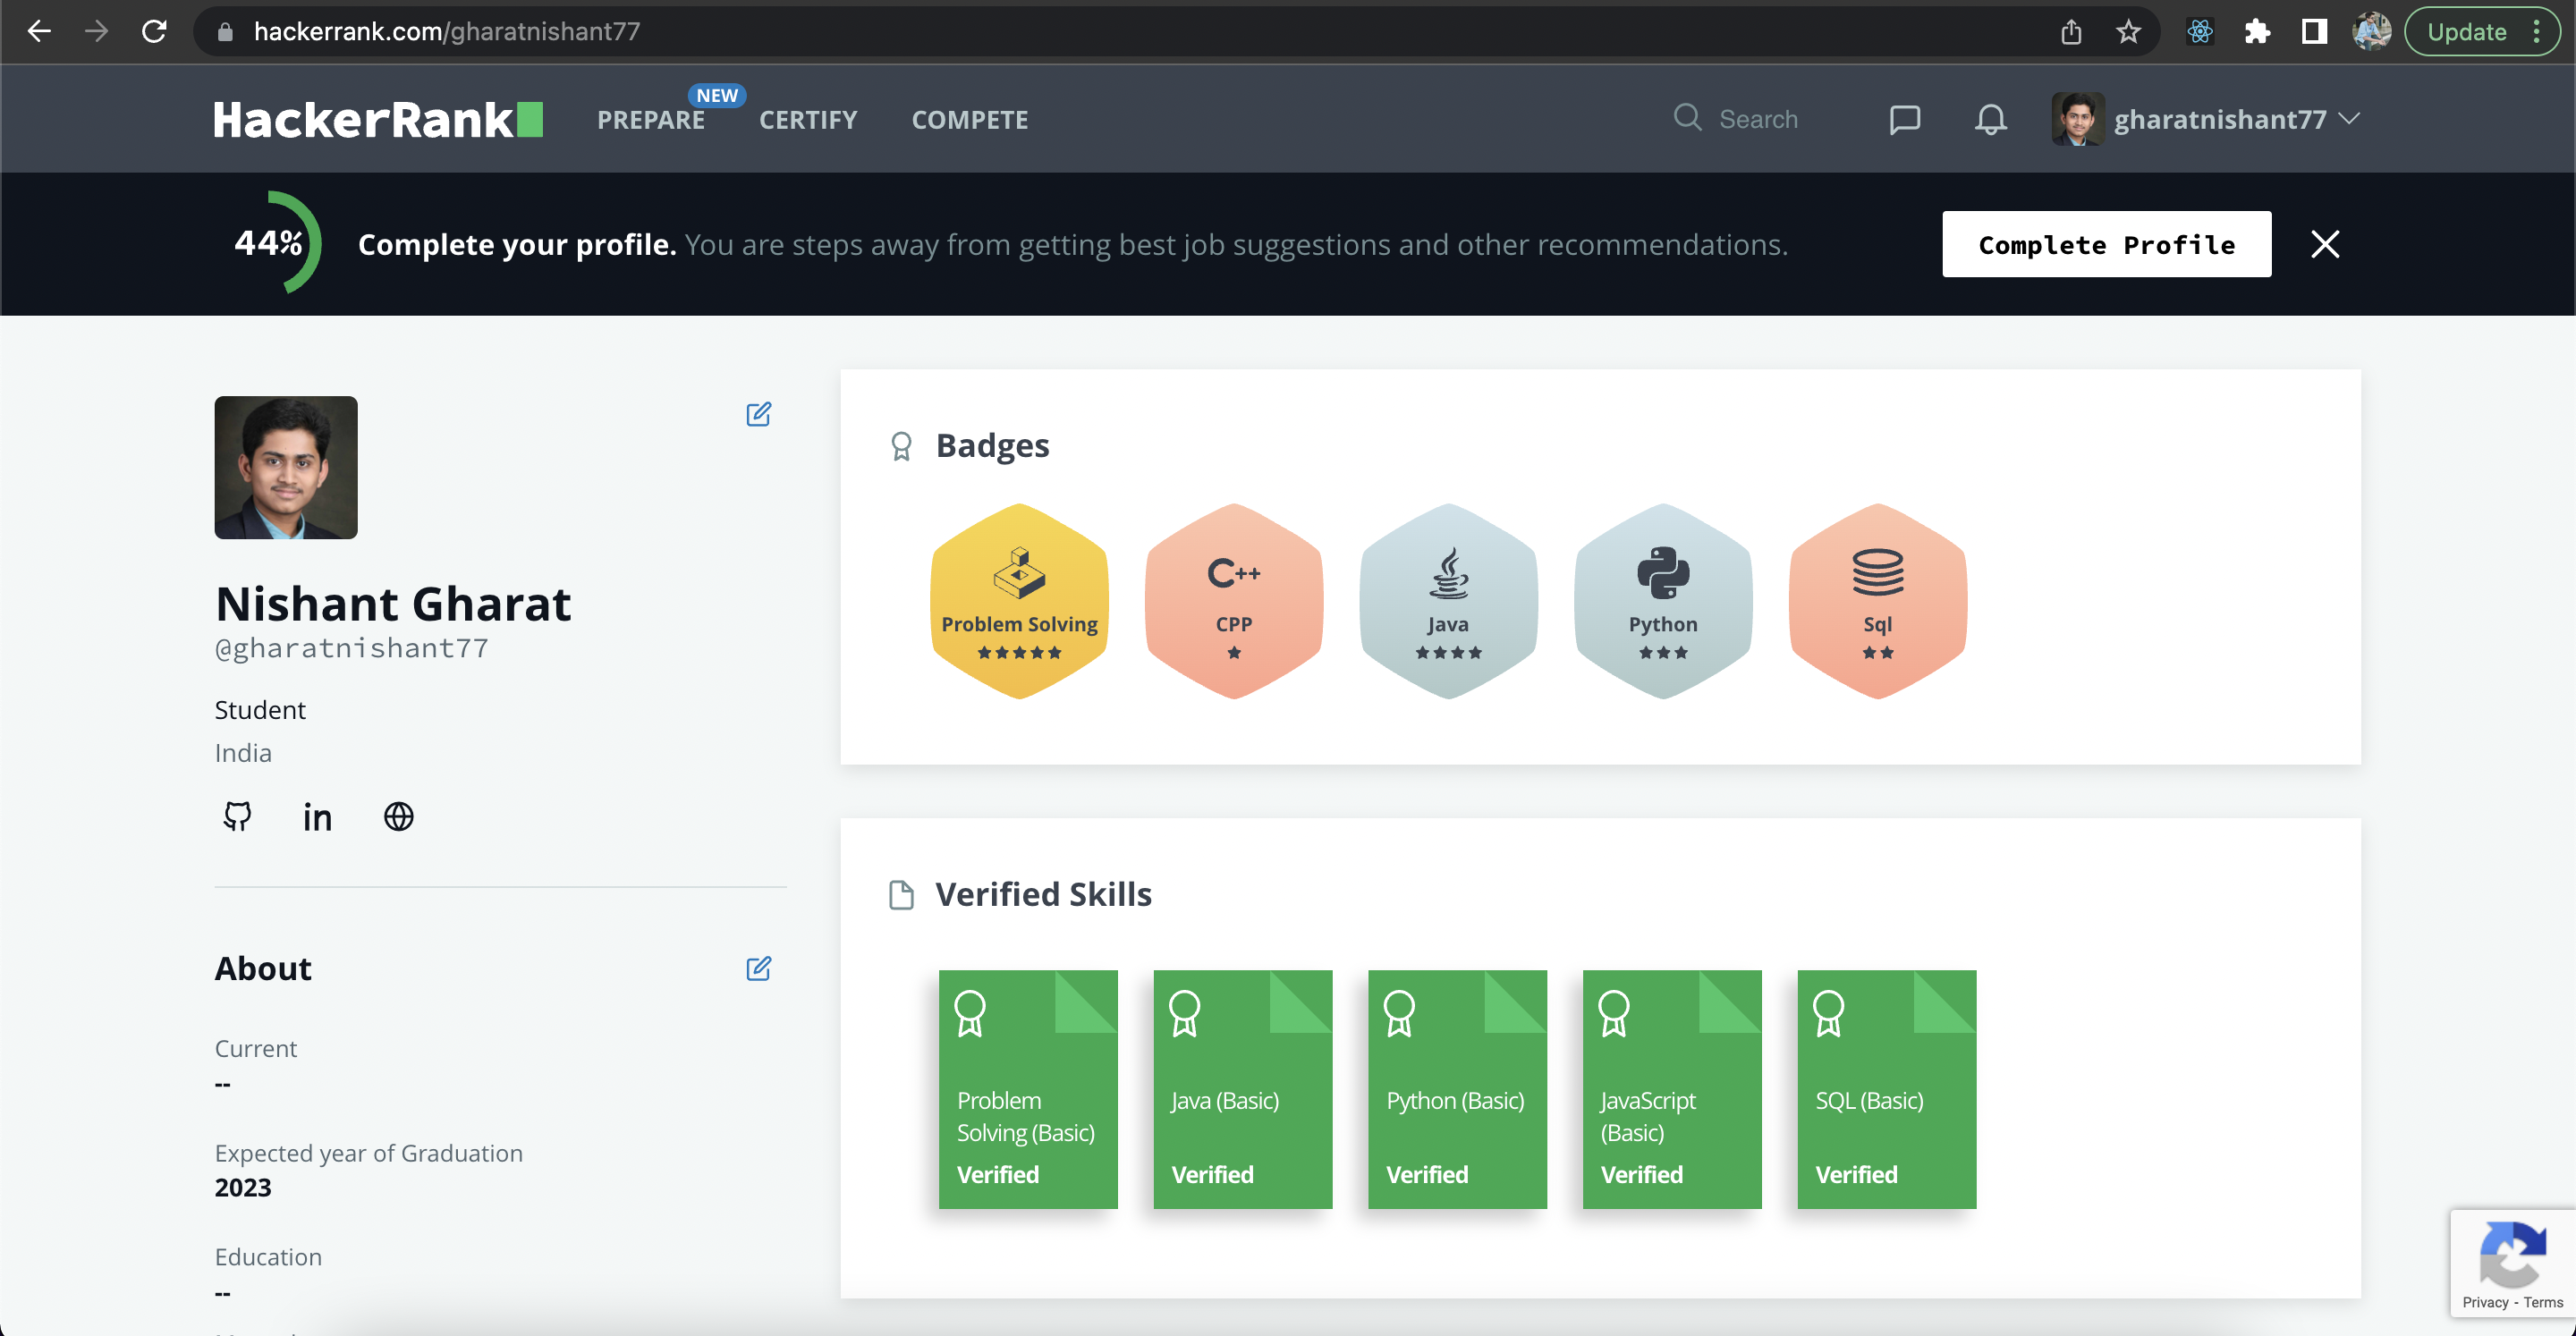 hackerrank.com/gharatnishant77
Update
HackerRank
PREPARE
NEW
CERTIFY
COMPETE
Search
gharatnishant77
44%
Complete your profile. You are steps away from getting best job suggestions and other recommendations.
Complete Profile
Nishant Gharat
@gharatnishant77
Student
India
in
About
Current
--
Expected year of Graduation
2023
Education
--
Badges
C++
Problem Solving
CPP
Java
Python
Sql
Verified Skills
Problem
Solving (Basic)
Verified
Java (Basic)
Verified
Python (Basic)
Verified
JavaScript
(Basic)
Verified
SQL (Basic)
Verified
Privacy - Terms